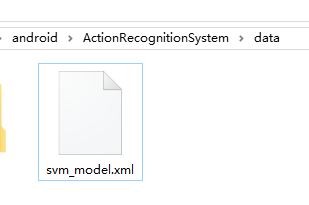 android > ActionRecognitionSystem > data
svm_model.xml